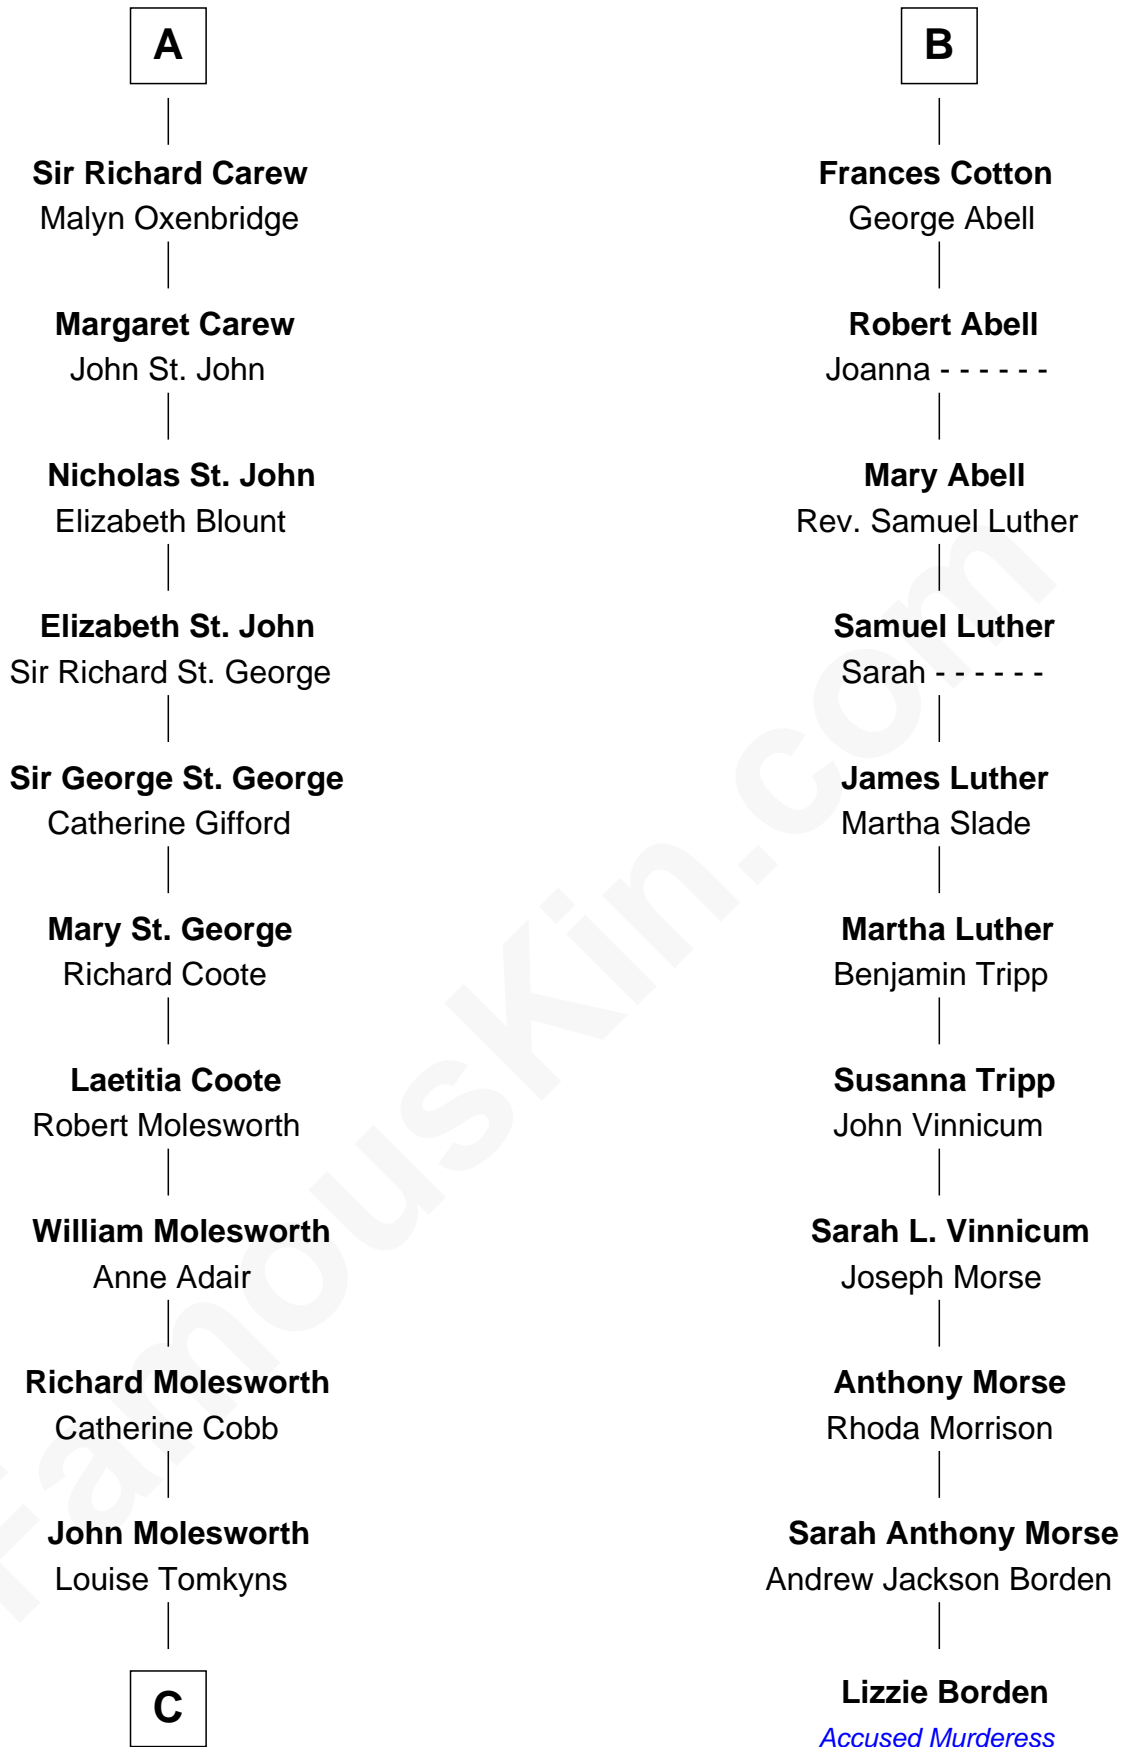 A
Sir Richard Carew
Malyn Oxenbridge
Margaret Carew
John St. John
Nicholas St. John
Elizabeth Blount
Elizabeth St. John
Sir Richard St. George
Sir George St. George
Catherine Gifford
Mary St. George
Richard Coote
Laetitia Coote
Robert Molesworth
William Molesworth
Anne Adair
Richard Molesworth
Catherine Cobb
John Molesworth
Louise Tomkyns
C
B
Frances Cotton
George Abell
Robert Abell
Joanna - - - - - -
Mary Abell
Rev. Samuel Luther
Samuel Luther
Sarah - - - - - -
James Luther
Martha Slade
Martha Luther
Benjamin Tripp
Susanna Tripp
John Vinnicum
Sarah L. Vinnicum
Joseph Morse
Anthony Morse
Rhoda Morrison
Sarah Anthony Morse
Andrew Jackson Borden
Lizzie Borden
Accused Murderess
FamousKin.com